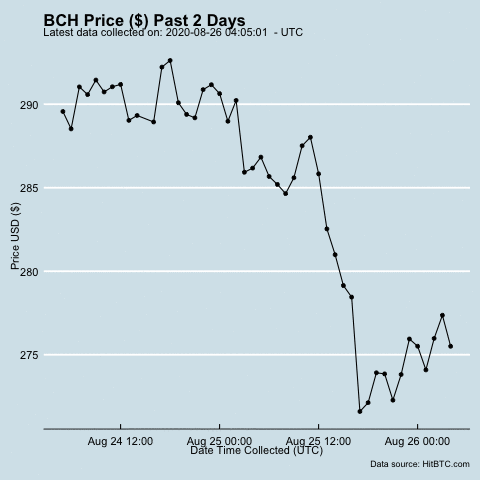 BCH Price ($) Past 2 Days
Latest data collected on: 2020-08-26 04:05:01 - UTC
Price USD ($)
290
285
280
275
Aug 24 12:00
Aug 25 00:00
Aug 25 12:00
Aug 26 00:00
Date Time Collected (UTC)
Data source: HitBTC.com